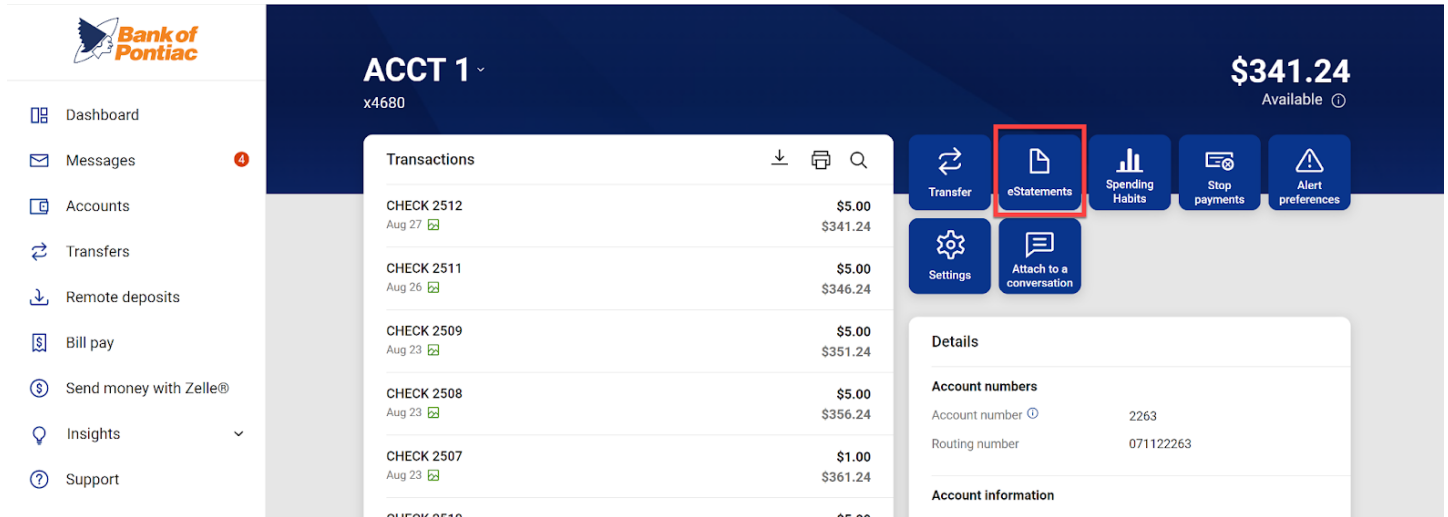 Bank of
Pontiac
Dashboard
Messages
4
Accounts
Transfers
Remote deposits
Bill pay
Send money with Zelle®
Insights
Support
ACCT 1
x4680
$341.24
Available
Transactions
CHECK 2512 $5.00
Aug 27 $341.24
CHECK 2511 $5.00
Aug 26 $346.24
CHECK 2509 $5.00
Aug 23 $351.24
CHECK 2508 $5.00
Aug 23 $356.24
CHECK 2507 $1.00
Aug 23 $361.24
Transfer
eStatements
Spending
Habits
Stop
payments
Alert
preferences
Settings
Attach to a
conversation
Details
Account numbers
Account number 2263
Routing number 071122263
Account information